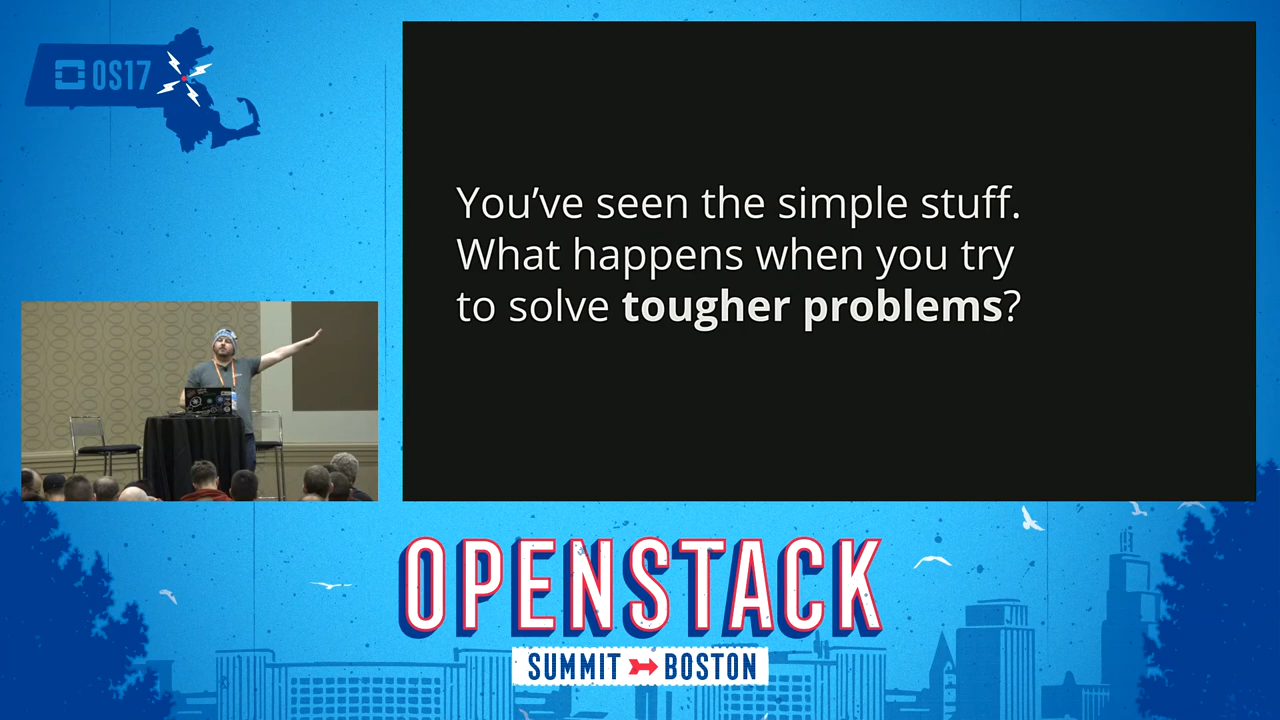 OS17
You’ve seen the simple stuff.
What happens when you try
to solve tougher problems?
OPENSTACK
SUMMIT BOSTON